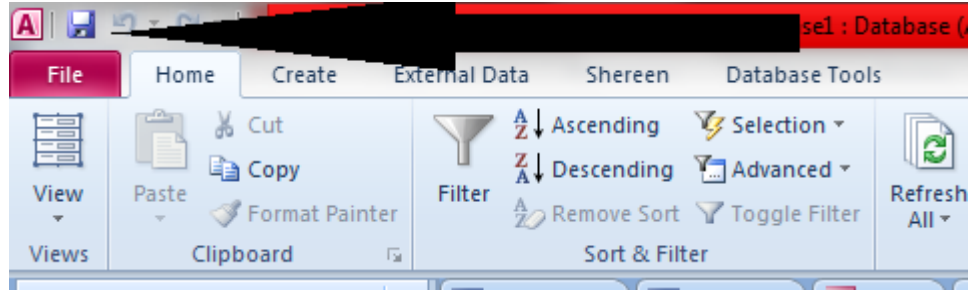 A
se1 : Database (A
File Home Create External Data Shereen Database Tools
Cut Ascending Selection
Copy Descending Advanced
View Paste Format Painter Filter Remove Sort Toggle Filter Refresh All
Views Clipboard Sort & Filter